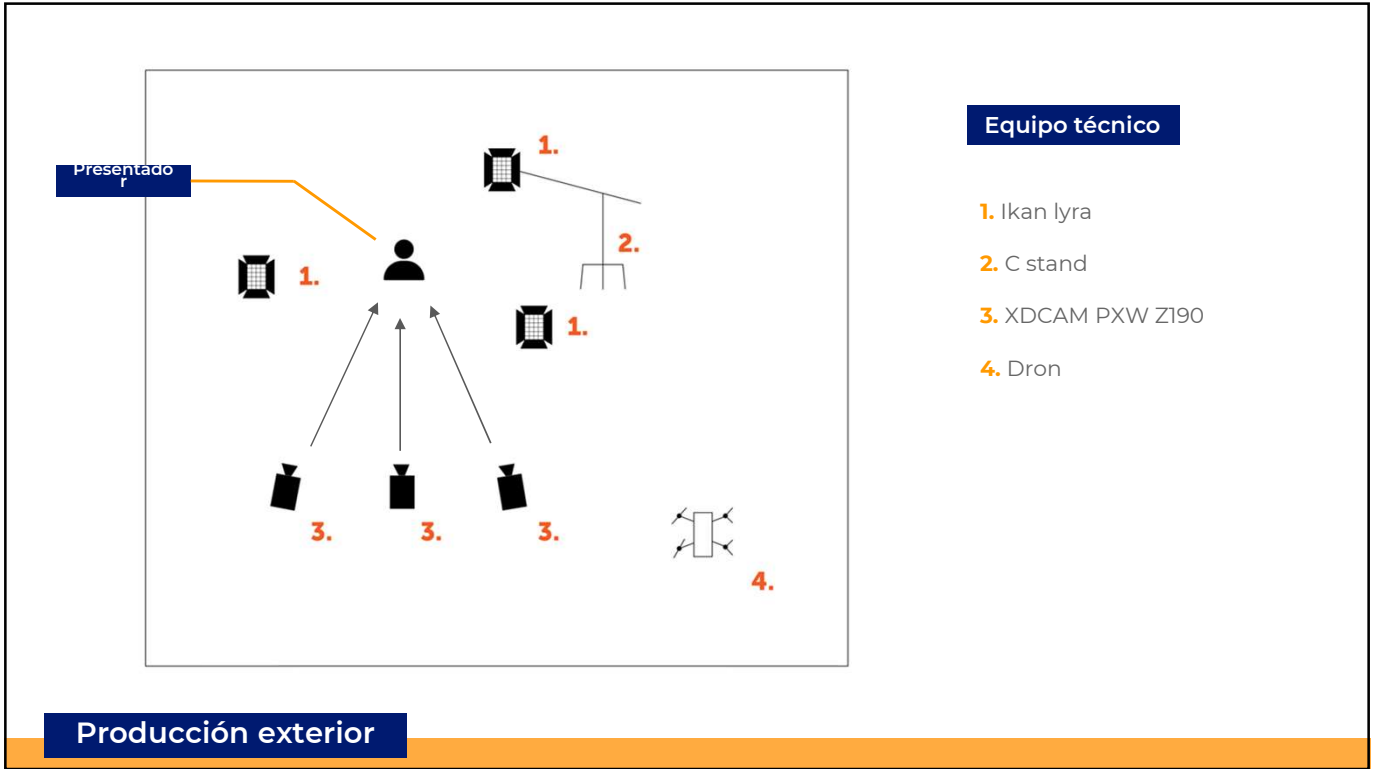 Equipo técnico
Presentado
r
1.
1.
2.
1.
3.
3.
3.
4.
1. Ikan lyra
2. C stand
3. XDCAM PXW Z190
4. Dron
Producción exterior